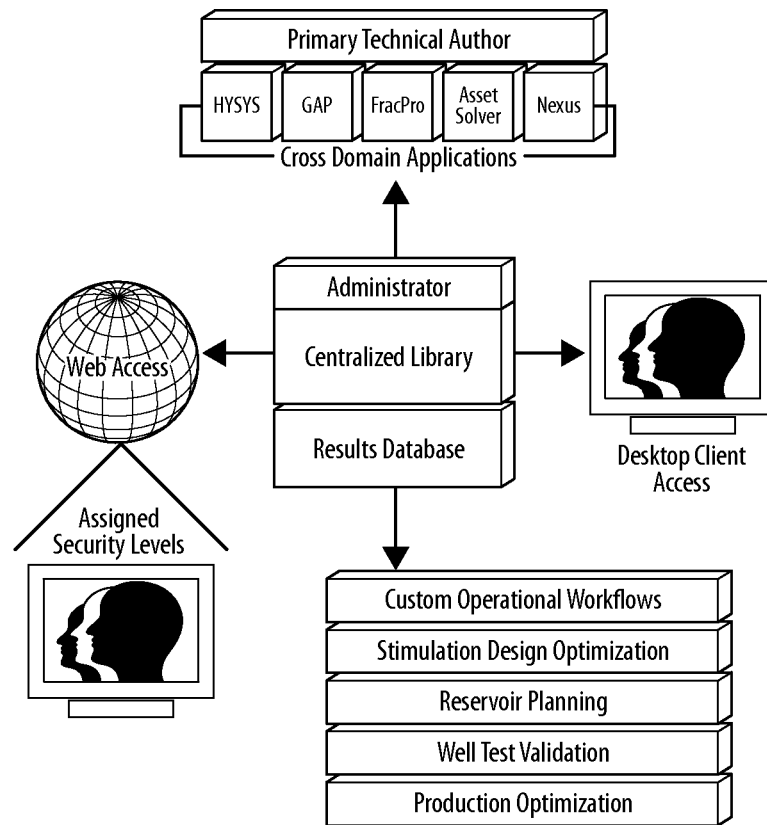 Primary Technical Author
HYSYS
GAP
FracPro
Asset
Solver
Nexus
Cross Domain Applications
Administrator
Web Access
Centralized Library
Results Database
Desktop Client
Access
Assigned
Security Levels
Custom Operational Workflows
Stimulation Design Optimization
Reservoir Planning
Well Test Validation
Production Optimization